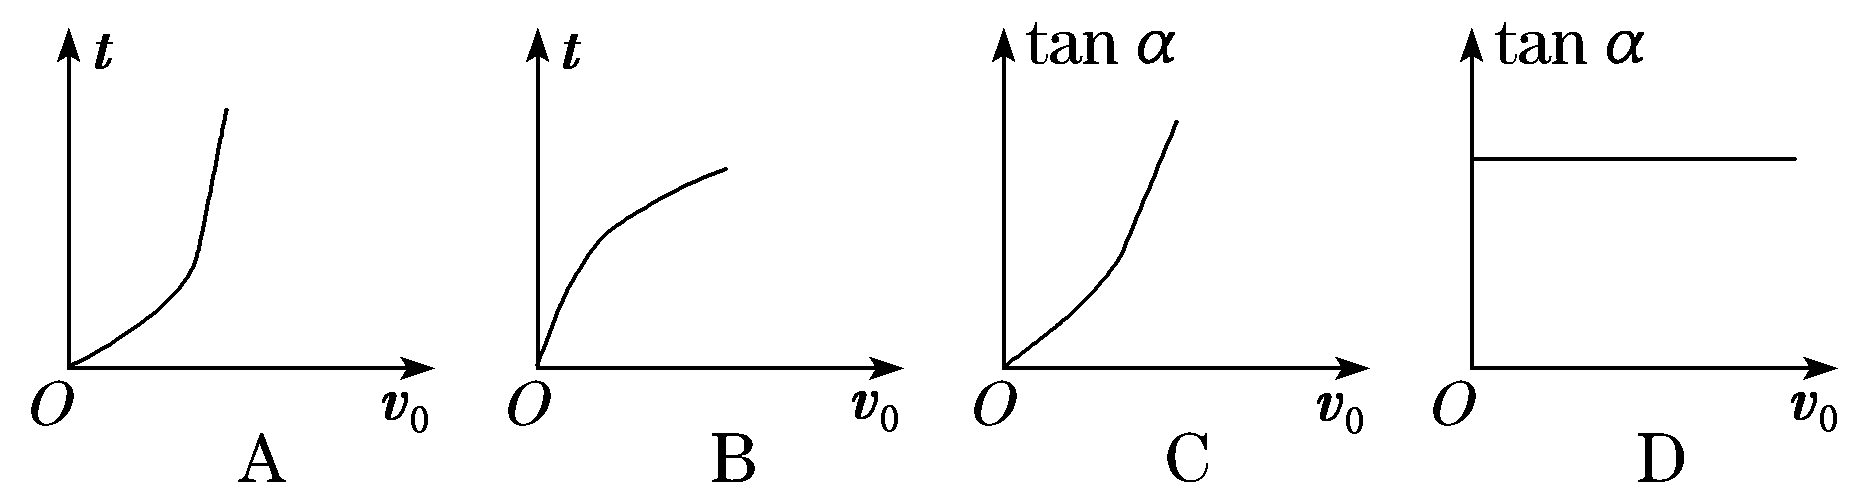 t t tan α tan α
O v₀ O v₀ O v₀ O v₀
A B C D